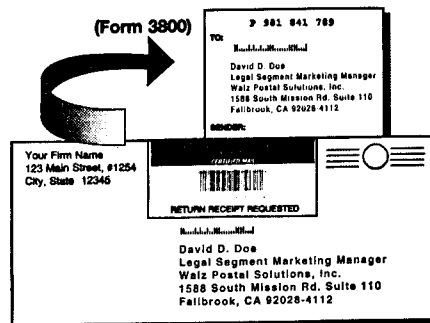 (Form 3800)
P 901 841 789
TO:
David D. Doe
Legal Segment Marketing Manager
Walz Postal Solutions, Inc.
1588 South Mission Rd. Suite 110
Fallbrook, CA 92028-4112
SENDER:
Your Firm Name
123 Main Street, #1254
City, State 12345
CERTIFIED MAIL
RETURN RECEIPT REQUESTED
David D. Doe
Legal Segment Marketing Manager
Walz Postal Solutions, Inc.
1588 South Mission Rd. Suite 110
Fallbrook, CA 92028-4112